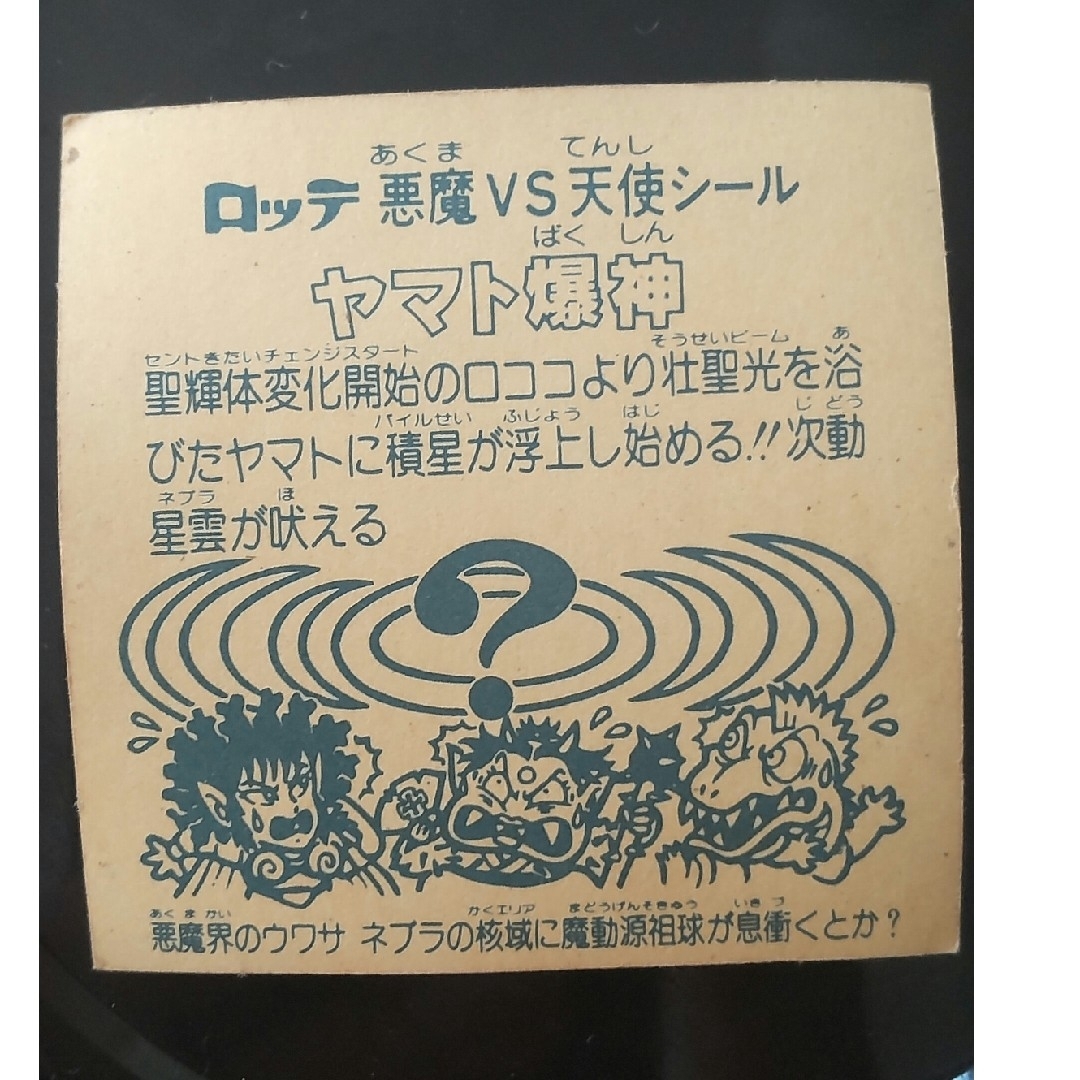 あくま てんし
ロッテ 悪魔VS天使シール
ばく しん
ヤマト爆神
セントきたいチェンジスタート そうせいビーム あ
聖輝体変化開始のロココより壮聖光を浴
パイルせい ふじょう はじ じどう
びたヤマトに積星が浮上し始める!!次動
ネブラ ほ
星雲が吠える
?
あくまかい かくエリア まどうげんそきゅう いきづ
悪魔界のウワサ ネブラの核域に魔動源祖球が息衝くとか?